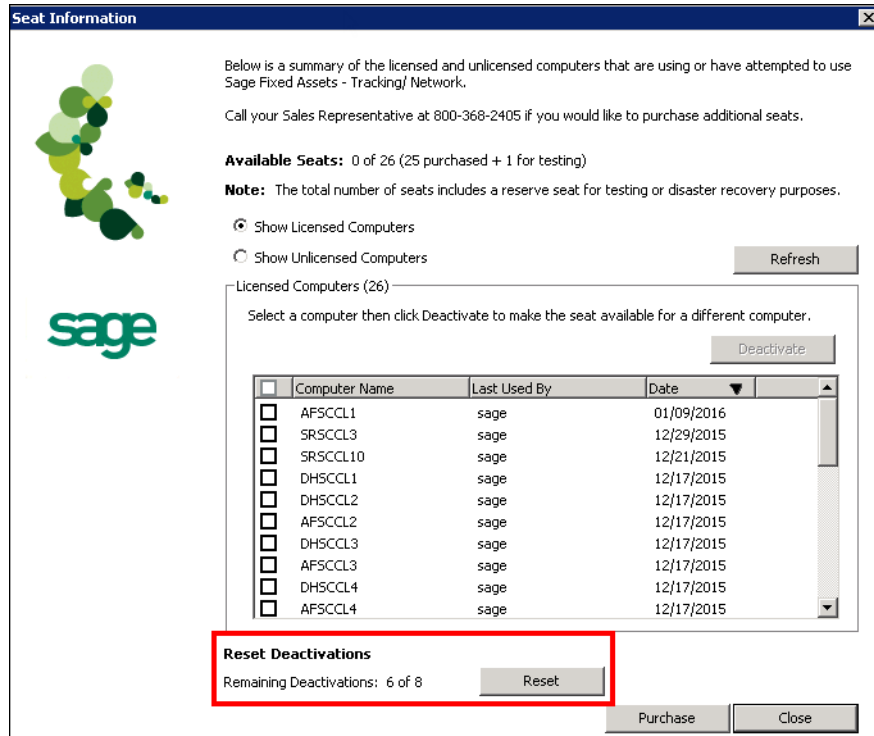 Seat Information
Below is a summary of the licensed and unlicensed computers that are using or have attempted to use
Sage Fixed Assets - Tracking/ Network.
Call your Sales Representative at 800-368-2405 if you would like to purchase additional seats.
Available Seats: 0 of 26 (25 purchased + 1 for testing)
Note: The total number of seats includes a reserve seat for testing or disaster recovery purposes.
Show Licensed Computers
Show Unlicensed Computers
Refresh
Licensed Computers (26)
sage
Select a computer then click Deactivate to make the seat available for a different computer.
Deactivate
Computer Name Last Used By Date
AFSCCL1 sage 01/09/2016
SRSCCL3 sage 12/29/2015
SRSCCL10 sage 12/21/2015
DHSCCL1 sage 12/17/2015
DHSCCL2 sage 12/17/2015
AFSCCL2 sage 12/17/2015
DHSCCL3 sage 12/17/2015
AFSCCL3 sage 12/17/2015
DHSCCL4 sage 12/17/2015
AFSCCL4 sage 12/17/2015
Reset Deactivations
Remaining Deactivations: 6 of 8 Reset
Purchase Close